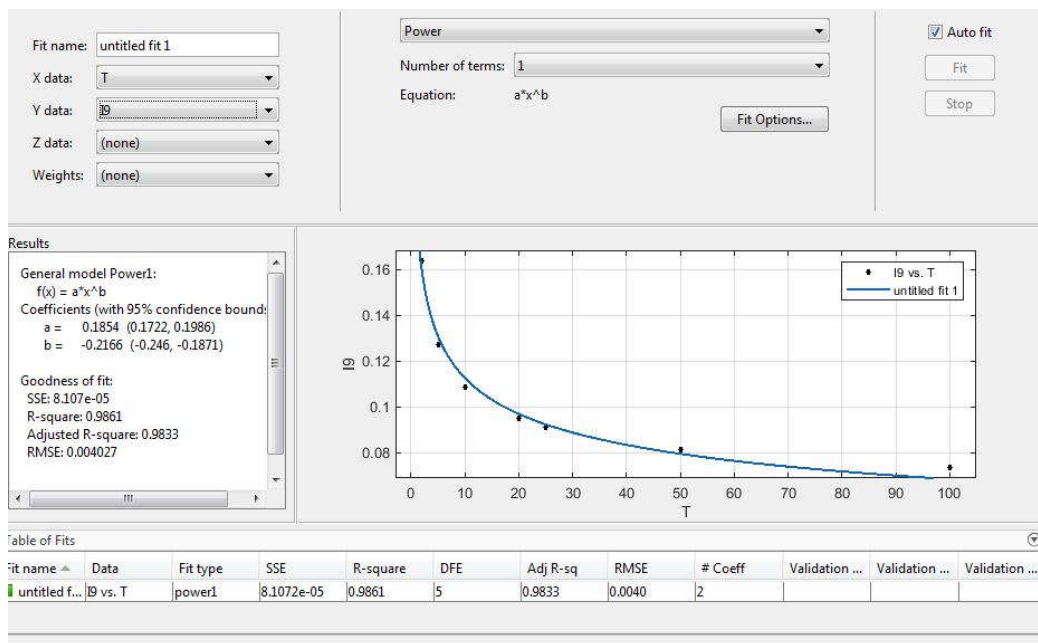 Fit name: untitled fit 1
X data: T
Y data: I9
Z data: (none)
Weights: (none)
Power
Number of terms: 1
Equation: a*x^b
Fit Options...
Auto fit
Fit
Stop
Results
General model Power1:
f(x) = a*x^b
Coefficients (with 95% confidence bounds
a = 0.1854 (0.1722, 0.1986)
b = -0.2166 (-0.246, -0.1871)
Goodness of fit:
SSE: 8.107e-05
R-square: 0.9861
Adjusted R-square: 0.9833
RMSE: 0.004027
0.16
0.14
0.12
0.1
0.08
I9
0 10 20 30 40 50 60 70 80 90 100
T
I9 vs. T
untitled fit 1
Table of Fits
Fit name Data Fit type SSE R-square DFE Adj R-sq RMSE # Coeff Validation ... Validation ... Validation ...
untitled f... I9 vs. T power1 8.1072e-05 0.9861 5 0.9833 0.0040 2